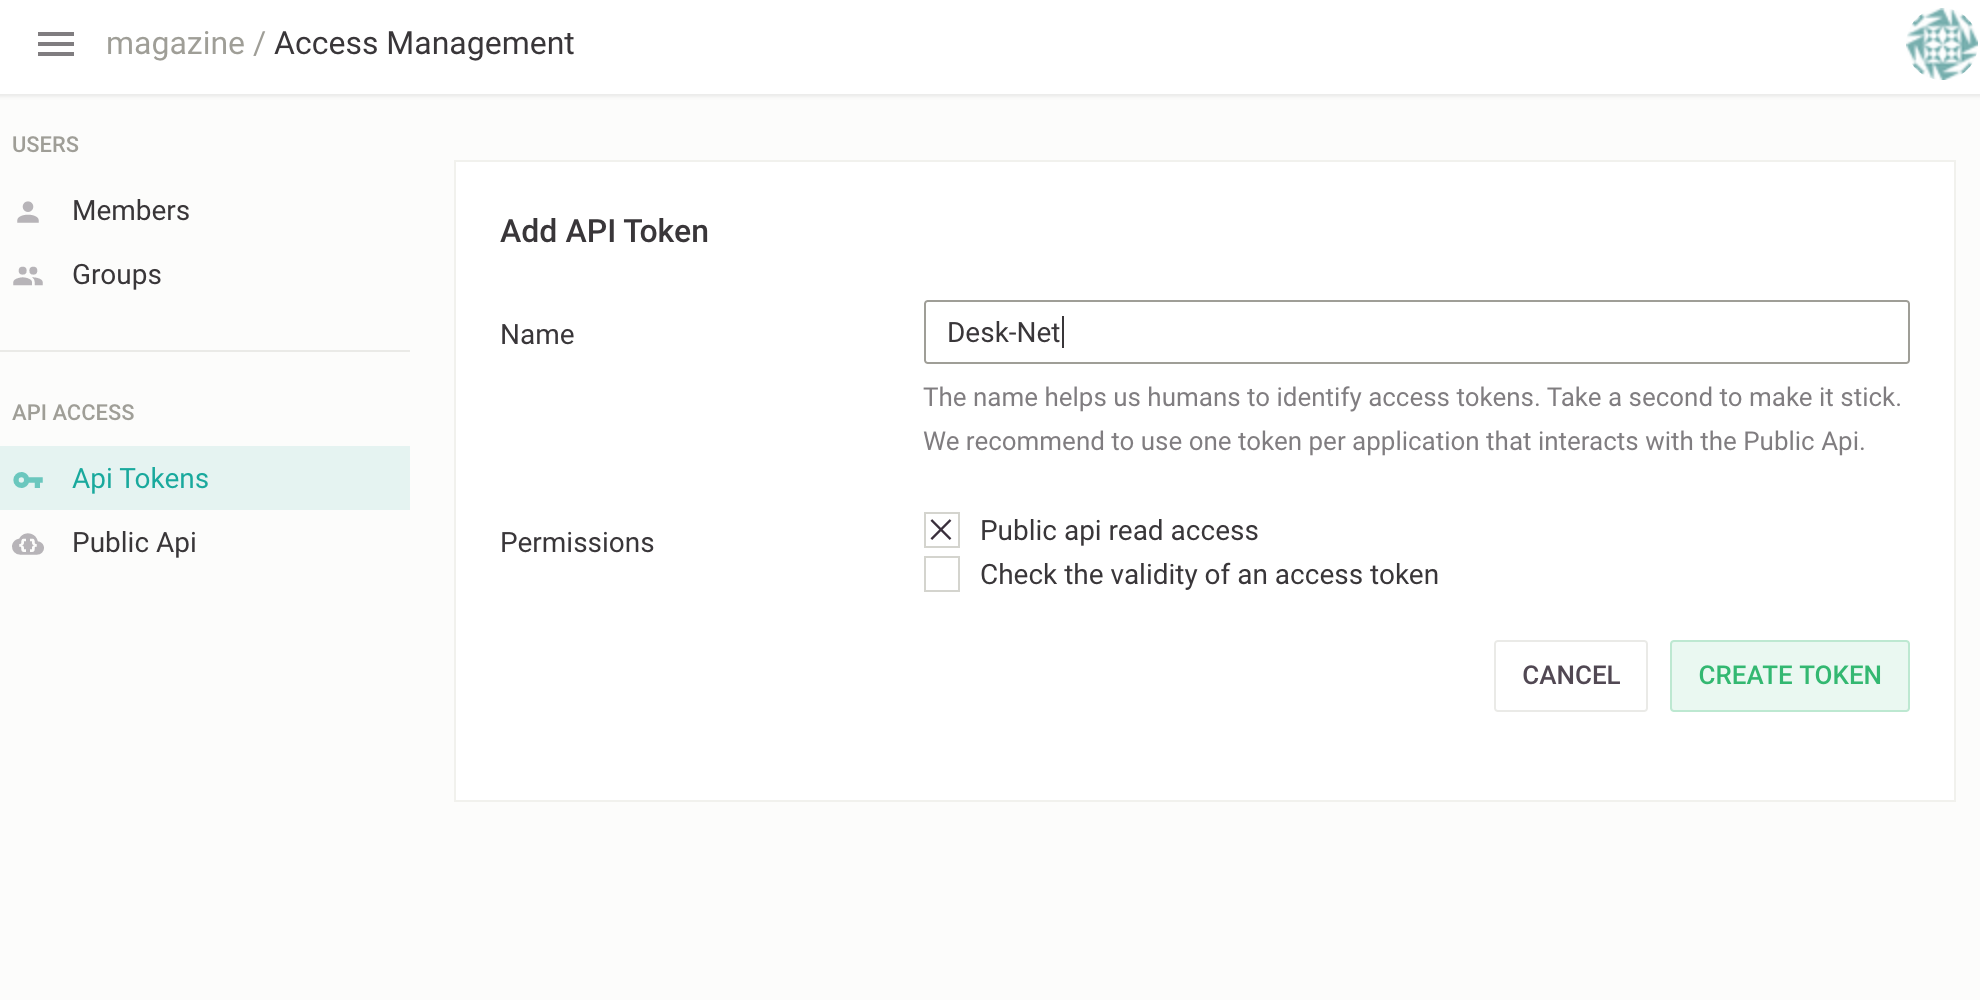 magazine / Access Management
USERS
Members
Groups
API ACCESS
Api Tokens
Public Api
Add API Token
Name
Desk-Net
The name helps us humans to identify access tokens. Take a second to make it stick.
We recommend to use one token per application that interacts with the Public Api.
Permissions
Public api read access
Check the validity of an access token
CANCEL
CREATE TOKEN